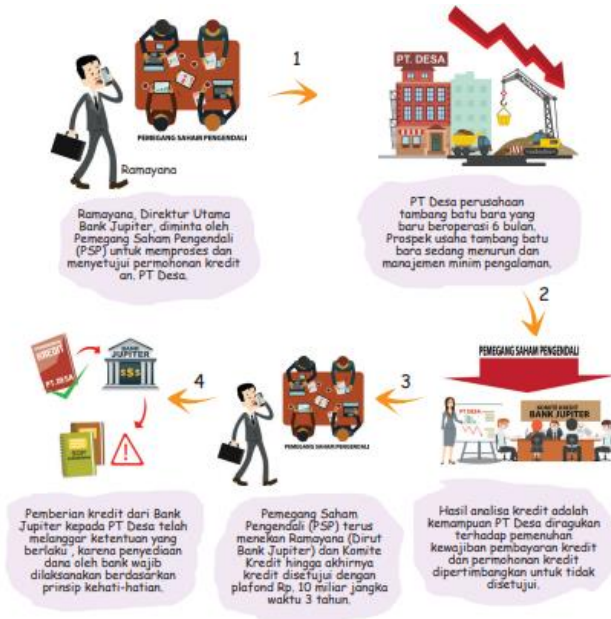 1
PEMEGANG SAHAM PENGENDALI
Ramayana
PT. DESA
Ramayana, Direktur Utama
Bank Jupiter, diminta oleh
Pemegang Saham Pengendali
(PSP) untuk memproses dan
menyetujui permohonan kredit
an. PT Desa.
PT Desa perusahaan
tambang batu bara yang
baru beroperasi 6 bulan.
Prospek usaha tambang batu
bara sedang menurun dan
manajemen minim pengalaman.
2
PEMEGANG SAHAM PENGENDALI
PT DESA
KOMITE KREDIT
BANK JUPITER
Hasil analisa kredit adalah
kemampuan PT Desa diragukan
terhadap pemenuhan
kewajiban pembayaran kredit
dan permohonan kredit
dipertimbangkan untuk tidak
disetujui.
3
PEMEGANG SAHAM PENGENDALI
Pemegang Saham
Pengendali (PSP) terus
menekan Ramayana (Dirut
Bank Jupiter) dan Komite
Kredit hingga akhirnya
kredit disetujui dengan
plafond Rp. 10 miliar jangka
waktu 3 tahun.
4
KREDIT
PT. DESA
BANK
JUPITER
$$$
SOP
Pemberian kredit dari Bank
Jupiter kepada PT Desa telah
melanggar ketentuan yang
berlaku , karena penyediaan
dana oleh bank wajib
dilaksanakan berdasarkan
prinsip kehati-hatian.